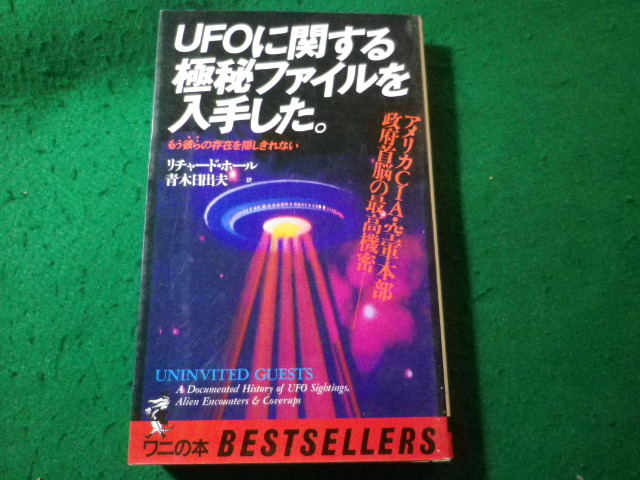 UFOに関する
極秘ファイルを
入手した。
もう彼らの存在を隠しきれない
リチャード・ホール
青木日出夫 訳
アメリカCIA・空軍本部
政府首脳の最高機密
UNINVITED GUESTS
A Documented History of UFO Sightings,
Alien Encounters & Coverups
ワニの本 BESTSELLERS